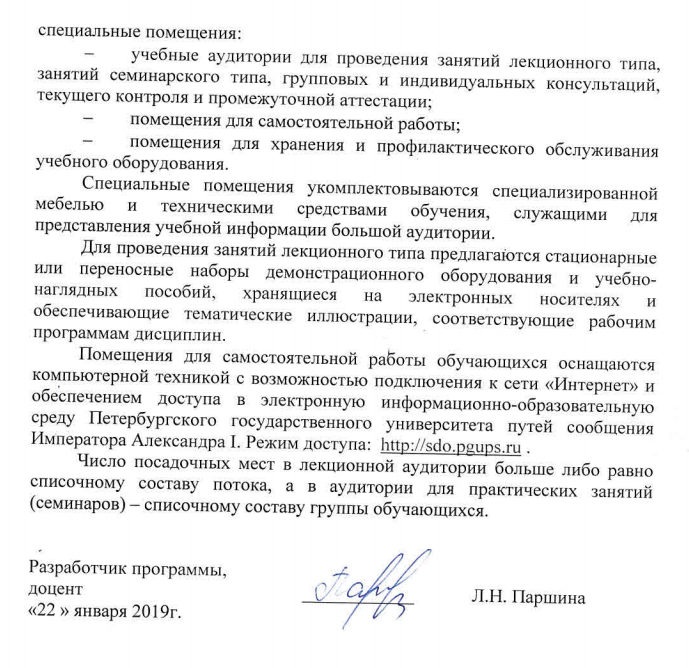 специальные помещения:
– учебные аудитории для проведения занятий лекционного типа,
занятий семинарского типа, групповых и индивидуальных консультаций,
текущего контроля и промежуточной аттестации;
– помещения для самостоятельной работы;
– помещения для хранения и профилактического обслуживания
учебного оборудования.
Специальные помещения укомплектовываются специализированной
мебелью и техническими средствами обучения, служащими для
представления учебной информации большой аудитории.
Для проведения занятий лекционного типа предлагаются стационарные
или переносные наборы демонстрационного оборудования и учебно-
наглядных пособий, хранящиеся на электронных носителях и
обеспечивающие тематические иллюстрации, соответствующие рабочим
программам дисциплин.
Помещения для самостоятельной работы обучающихся оснащаются
компьютерной техникой с возможностью подключения к сети «Интернет» и
обеспечением доступа в электронную информационно-образовательную
среду Петербургского государственного университета путей сообщения
Императора Александра I. Режим доступа: http://sdo.pgups.ru .
Число посадочных мест в лекционной аудитории больше либо равно
списочному составу потока, а в аудитории для практических занятий
(семинаров) – списочному составу группы обучающихся.
Разработчик программы,
доцент
«22 » января 2019г.
Л.Н. Паршина